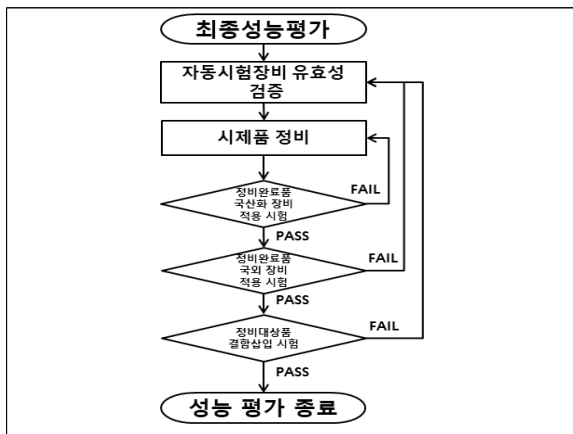 최종성능평가
자동시험장비 유효성
검증
시제품 정비
정비완료품
국산화 장비
적용 시험
FAIL
PASS
정비완료품
국외 장비
적용 시험
FAIL
PASS
정비대상품
결함삽입 시험
FAIL
PASS
성능 평가 종료